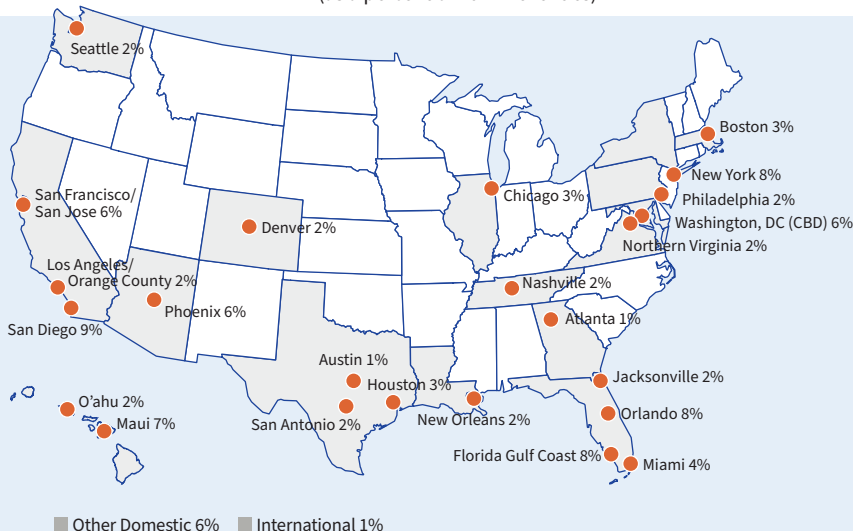 Seattle 2%
Boston 3%
New York 8%
Philadelphia 2%
Washington, DC (CBD) 6%
Northern Virginia 2%
Chicago 3%
San Francisco/
San Jose 6%
Denver 2%
Los Angeles/
Orange County 2%
Phoenix 6%
San Diego 9%
Nashville 2%
Atlanta 1%
Austin 1%
Houston 3%
San Antonio 2%
New Orleans 2%
Jacksonville 2%
Orlando 8%
Florida Gulf Coast 8%
Miami 4%
O‘ahu 2%
Maui 7%
Other Domestic 6%
International 1%